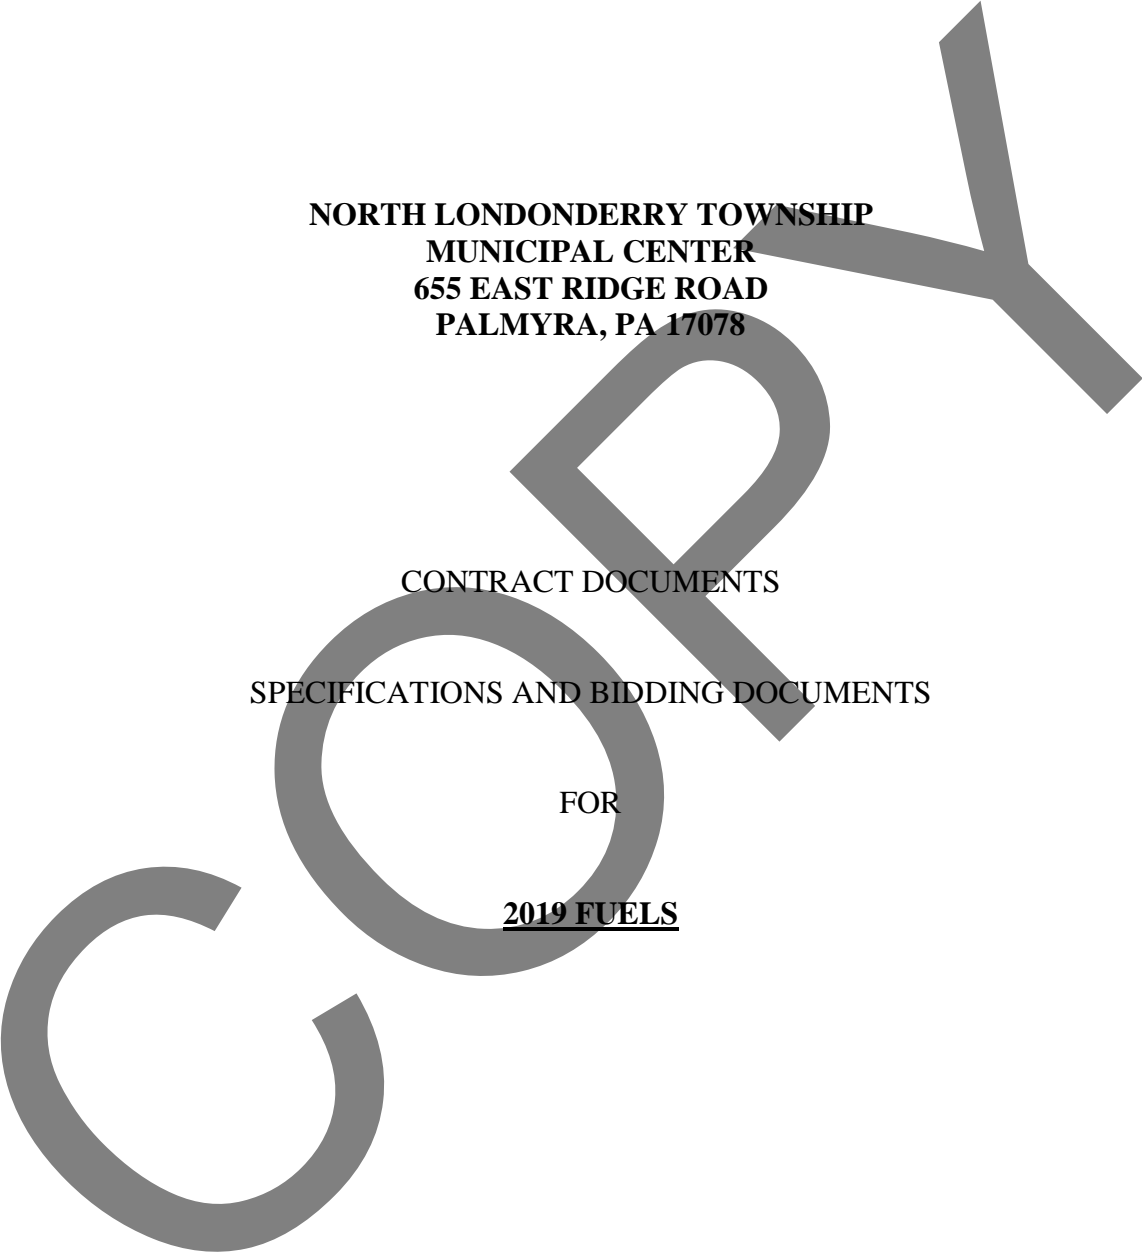 NORTH LONDONDERRY TOWNSHIP
MUNICIPAL CENTER
655 EAST RIDGE ROAD
PALMYRA, PA 17078
CONTRACT DOCUMENTS
SPECIFICATIONS AND BIDDING DOCUMENTS
FOR
2019 FUELS
COPY